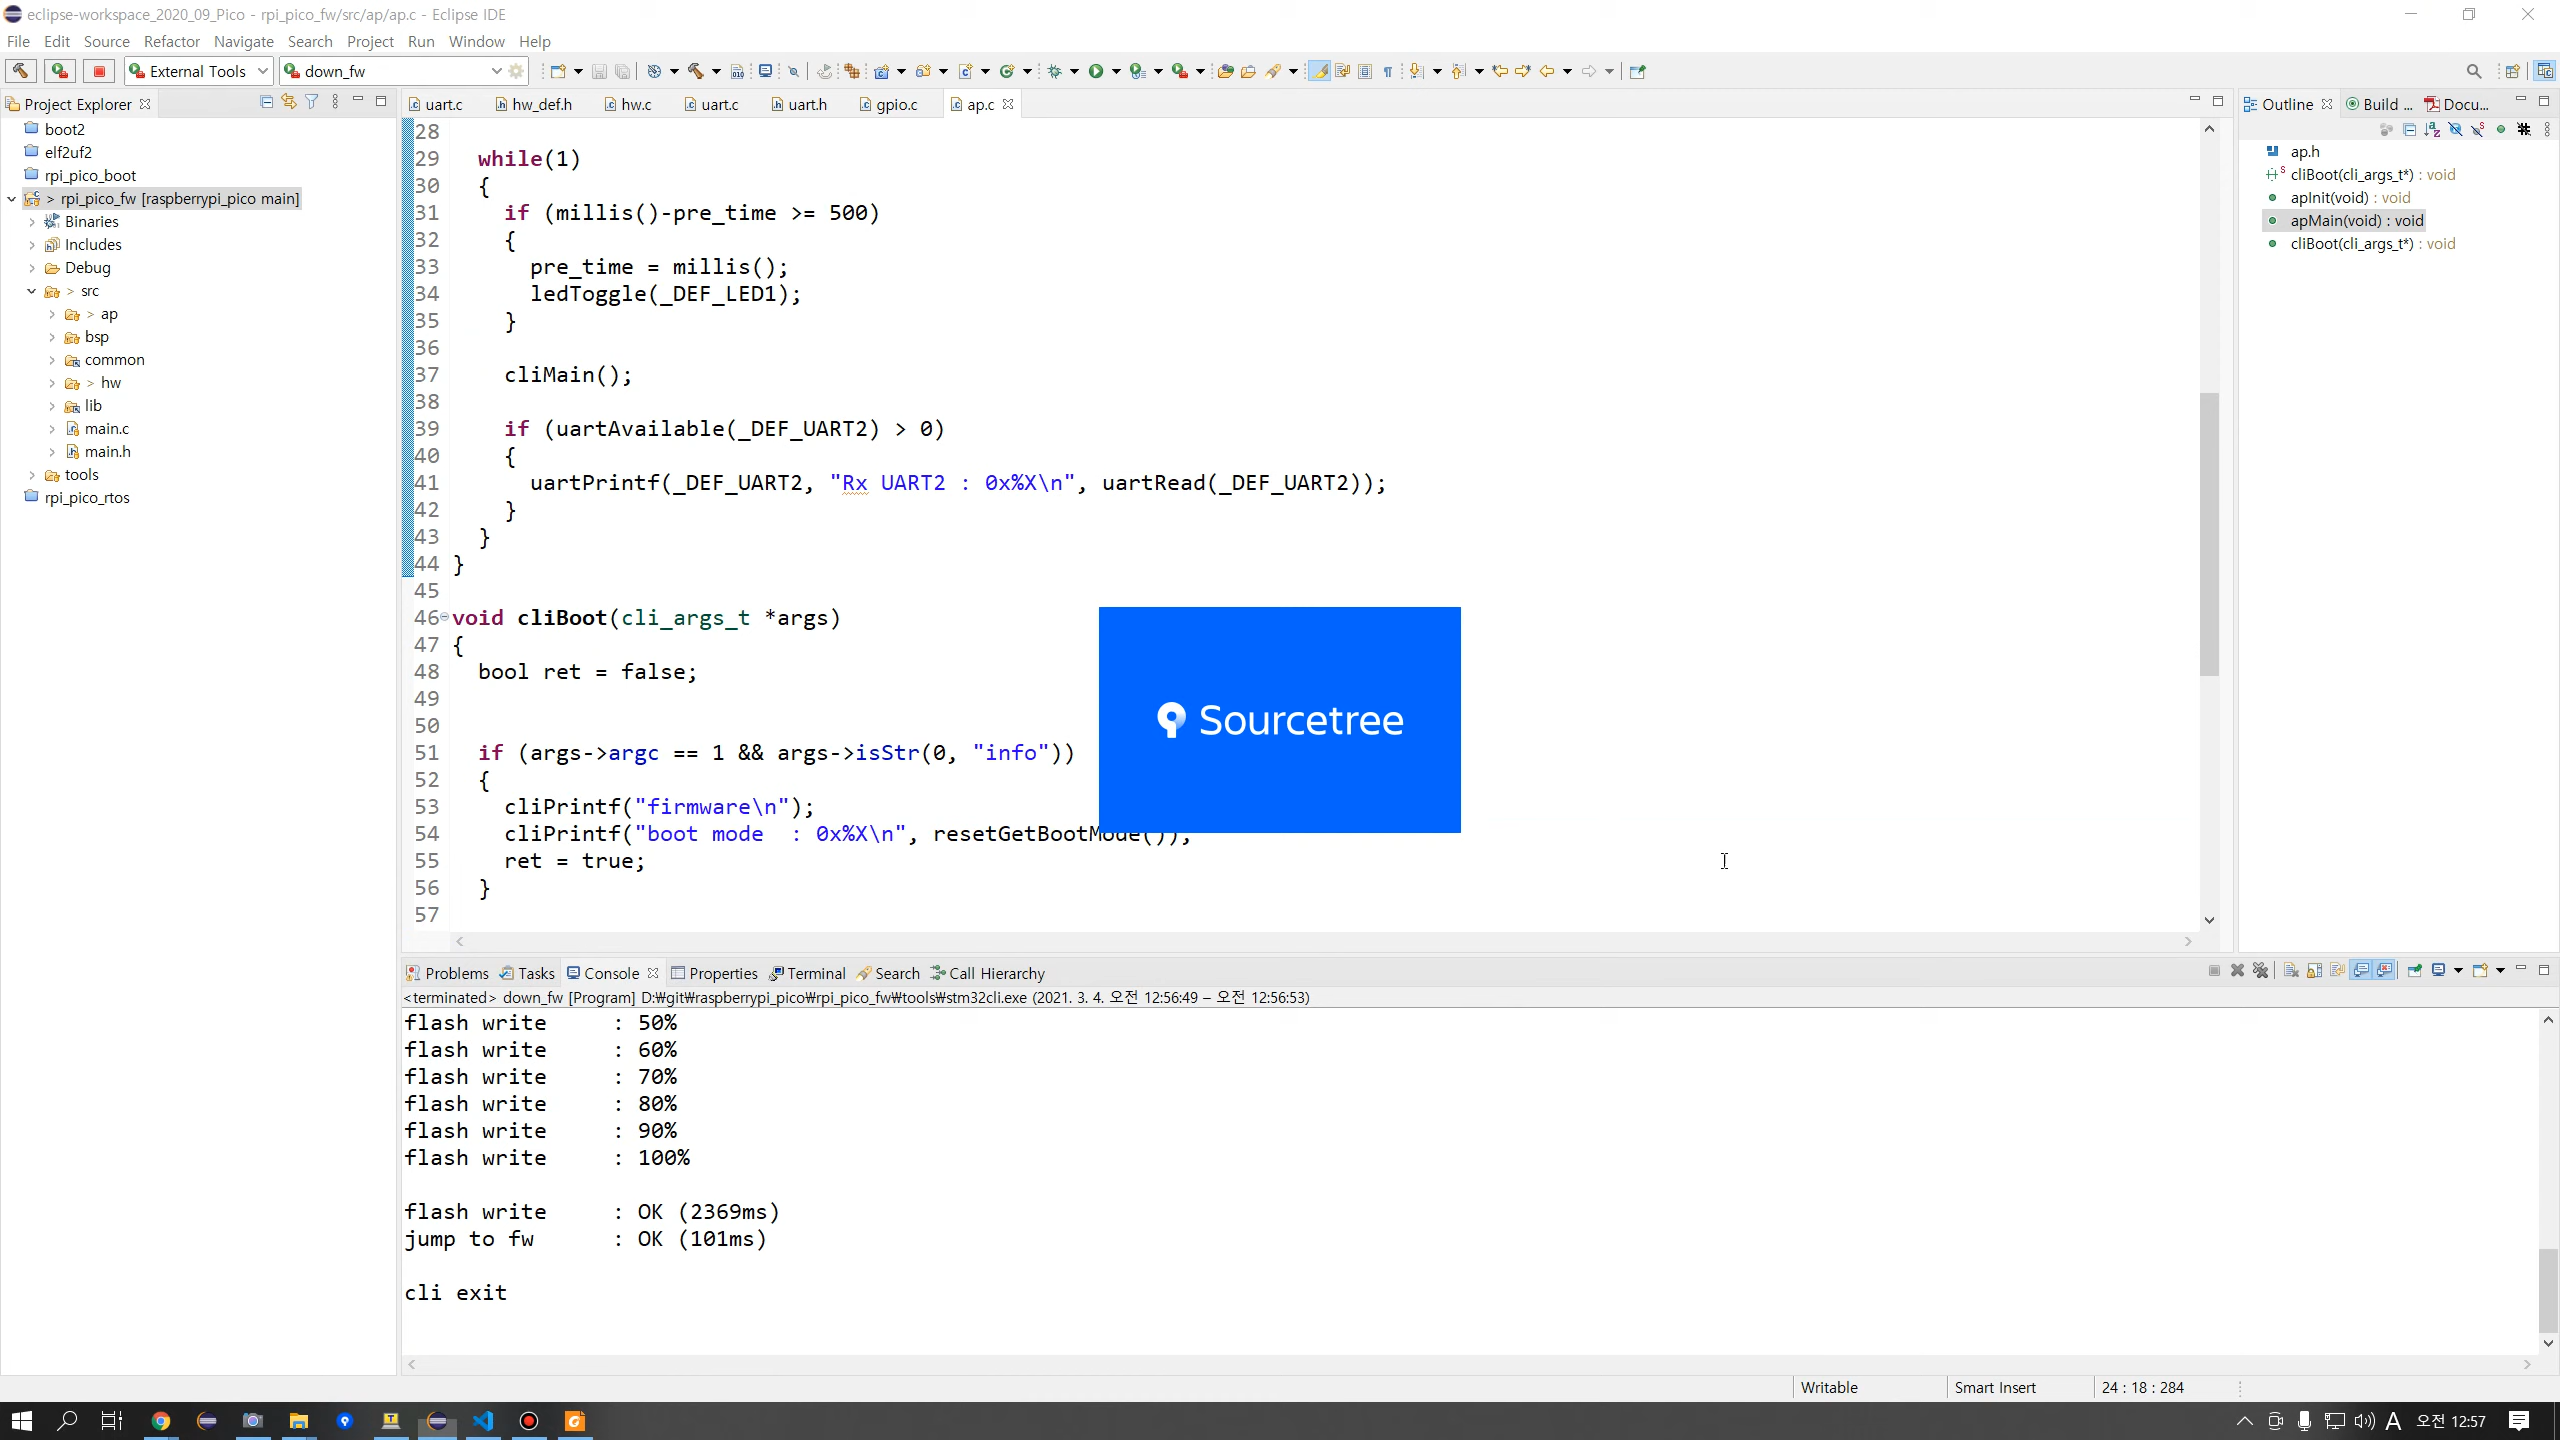 eclipse-workspace_2020_09_Pico - rpi_pico_fw/src/ap/ap.c - Eclipse IDE
File Edit Source Refactor Navigate Search Project Run Window Help
External Tools down_fw
Project Explorer
boot2
elf2uf2
rpi_pico_boot
> rpi_pico_fw [raspberrypi_pico main]
Binaries
Includes
Debug
> src
> ap
bsp
common
> hw
lib
main.c
main.h
tools
rpi_pico_rtos
uart.c hw_def.h hw.c uart.c uart.h gpio.c ap.c
28
29 while(1)
30 {
31 if (millis()-pre_time >= 500)
32 {
33 pre_time = millis();
34 ledToggle(_DEF_LED1);
35 }
36
37 cliMain();
38
39 if (uartAvailable(_DEF_UART2) > 0)
40 {
41 uartPrintf(_DEF_UART2, "Rx UART2 : 0x%X\n", uartRead(_DEF_UART2));
42 }
43 }
44 }
45
46 void cliBoot(cli_args_t *args)
47 {
48 bool ret = false;
49
50
51 if (args->argc == 1 && args->isStr(0, "info"))
52 {
53 cliPrintf("firmware\n");
54 cliPrintf("boot mode  : 0x%X\n", resetGetBootMode());
55 ret = true;
56 }
57
Sourcetree
Outline Build ... Docu...
ap.h
cliBoot(cli_args_t*) : void
apInit(void) : void
apMain(void) : void
cliBoot(cli_args_t*) : void
Problems Tasks Console Properties Terminal Search Call Hierarchy
<terminated> down_fw [Program] D:₩git₩raspberrypi_pico₩rpi_pico_fw₩tools₩stm32cli.exe (2021. 3. 4. 오전 12:56:49 – 오전 12:56:53)
flash write : 50%
flash write : 60%
flash write : 70%
flash write : 80%
flash write : 90%
flash write : 100%
flash write : OK (2369ms)
jump to fw : OK (101ms)
cli exit
Writable Smart Insert 24 : 18 : 284
A 오전 12:57